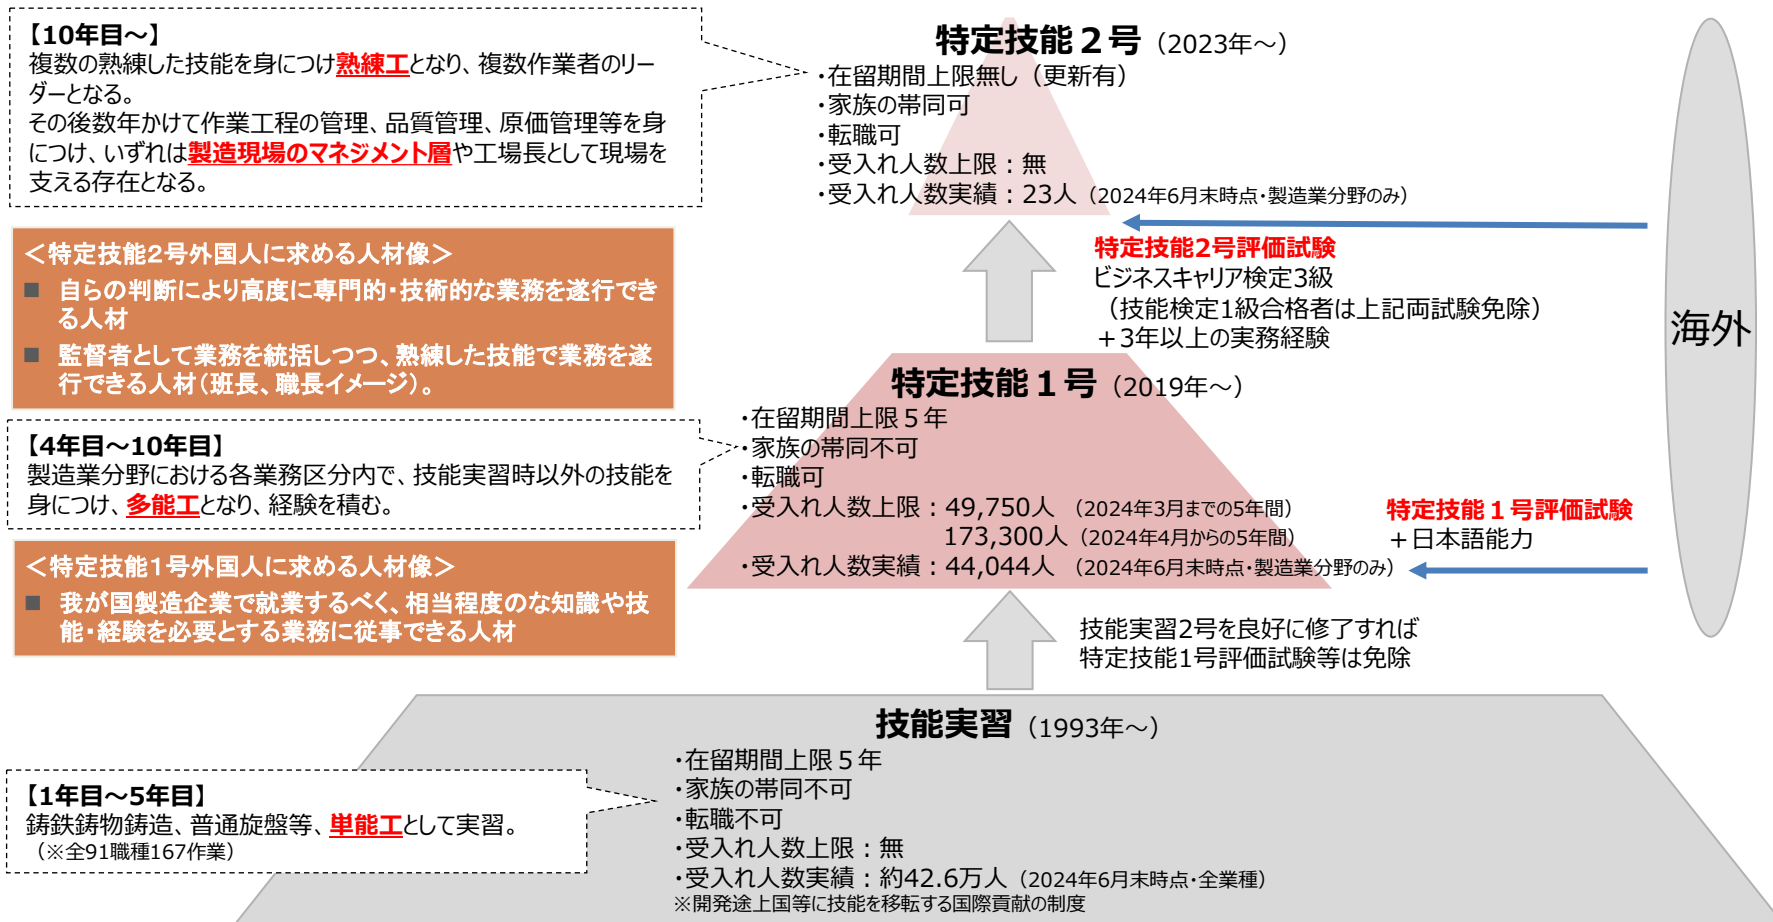 【10年目～】
複数の熟練した技能を身につけ熟練工となり、複数作業者のリー
ダーとなる。
その後数年かけて作業工程の管理、品質管理、原価管理等を身
につけ、いずれは製造現場のマネジメント層や工場長として現場を
支える存在となる。
特定技能２号（2023年～）
・在留期間上限無し（更新有）
・家族の帯同可
・転職可
・受入れ人数上限：無
・受入れ人数実績：23人（2024年6月末時点・製造業分野のみ）
＜特定技能2号外国人に求める人材像＞
■ 自らの判断により高度に専門的・技術的な業務を遂行でき
る人材
■ 監督者として業務を統括しつつ、熟練した技能で業務を遂
行できる人材（班長、職長イメージ）。
特定技能2号評価試験
ビジネスキャリア検定3級
（技能検定1級合格者は上記両試験免除）
＋3年以上の実務経験
海外
特定技能１号（2019年～）
・在留期間上限５年
・家族の帯同不可
・転職可
・受入れ人数上限：49,750人（2024年3月までの5年間）
173,300人（2024年4月からの5年間）
・受入れ人数実績：44,044人（2024年6月末時点・製造業分野のみ）
【4年目～10年目】
製造業分野における各業務区分内で、技能実習時以外の技能を
身につけ、多能工となり、経験を積む。
特定技能１号評価試験
＋日本語能力
＜特定技能1号外国人に求める人材像＞
■ 我が国製造企業で就業するべく、相当程度のな知識や技
能・経験を必要とする業務に従事できる人材
技能実習2号を良好に修了すれば
特定技能1号評価試験等は免除
技能実習（1993年～）
・在留期間上限５年
・家族の帯同不可
・転職不可
・受入れ人数上限：無
・受入れ人数実績：約42.6万人（2024年6月末時点・全業種）
※開発途上国等に技能を移転する国際貢献の制度
【1年目～5年目】
鋳鉄鋳物鋳造、普通旋盤等、単能工として実習。
（※全91職種167作業）